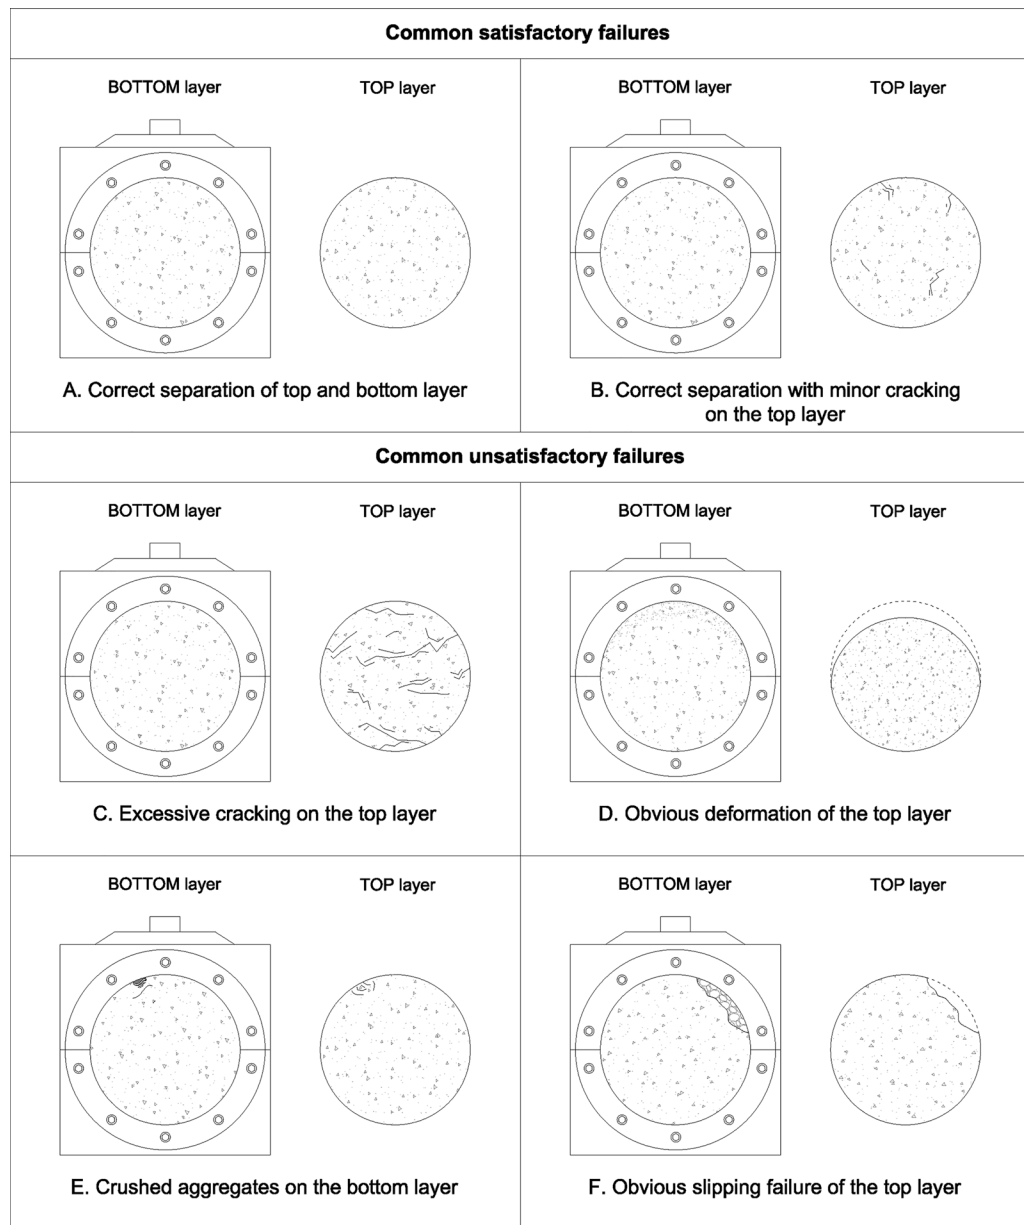 Common satisfactory failures
BOTTOM layer
TOP layer
BOTTOM layer
TOP layer
A. Correct separation of top and bottom layer
B. Correct separation with minor cracking
on the top layer
Common unsatisfactory failures
BOTTOM layer
TOP layer
BOTTOM layer
TOP layer
C. Excessive cracking on the top layer
D. Obvious deformation of the top layer
BOTTOM layer
TOP layer
BOTTOM layer
TOP layer
E. Crushed aggregates on the bottom layer
F. Obvious slipping failure of the top layer